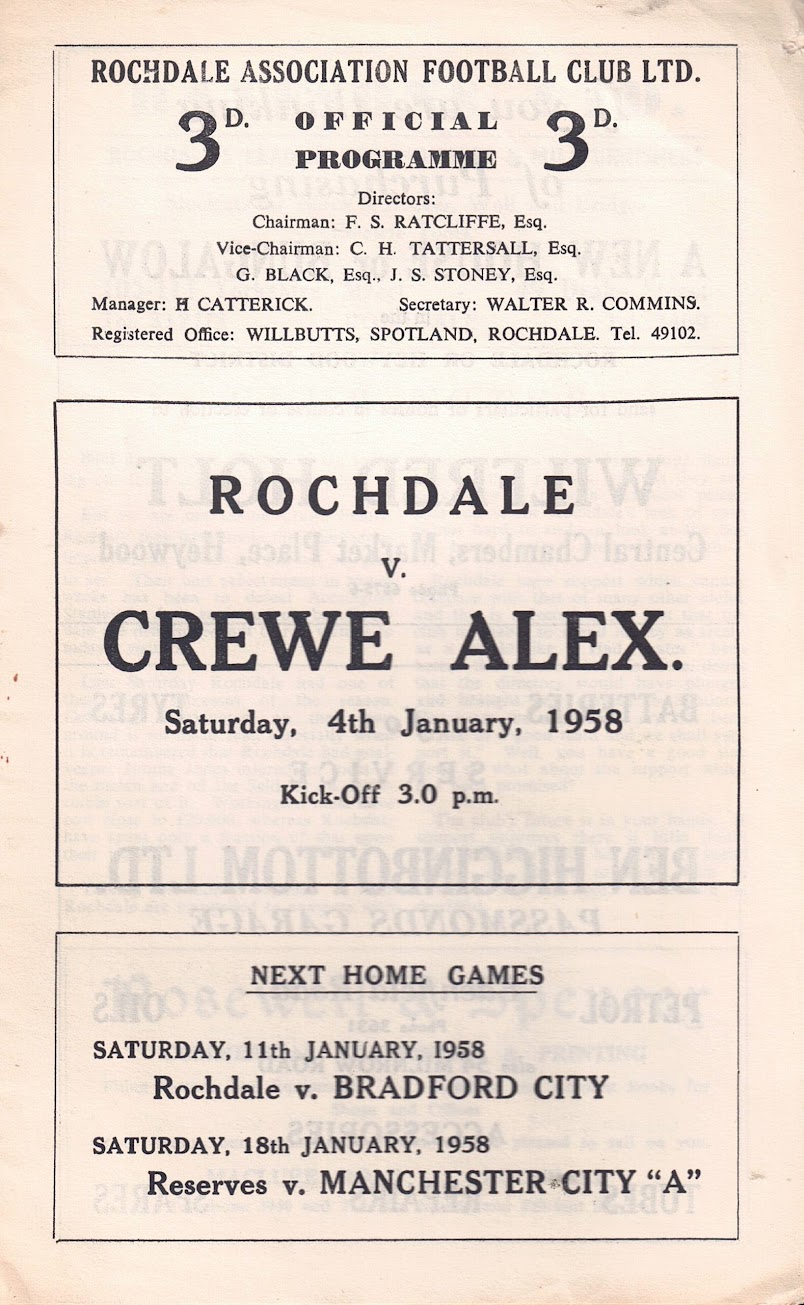 ROCHDALE ASSOCIATION FOOTBALL CLUB LTD.
3D. OFFICIAL 3D.
PROGRAMME
Directors:
Chairman: F. S. RATCLIFFE, Esq.
Vice-Chairman: C. H. TATTERSALL, Esq.
G. BLACK, Esq., J. S. STONEY, Esq.
Manager: H CATTERICK. Secretary: WALTER R. COMMINS.
Registered Office: WILLBUTTS, SPOTLAND, ROCHDALE. Tel. 49102.
ROCHDALE
v.
CREWE ALEX.
Saturday, 4th January, 1958
Kick-Off 3.0 p.m.
NEXT HOME GAMES
SATURDAY, 11th JANUARY, 1958
Rochdale v. BRADFORD CITY
SATURDAY, 18th JANUARY, 1958
Reserves v. MANCHESTER CITY "A"